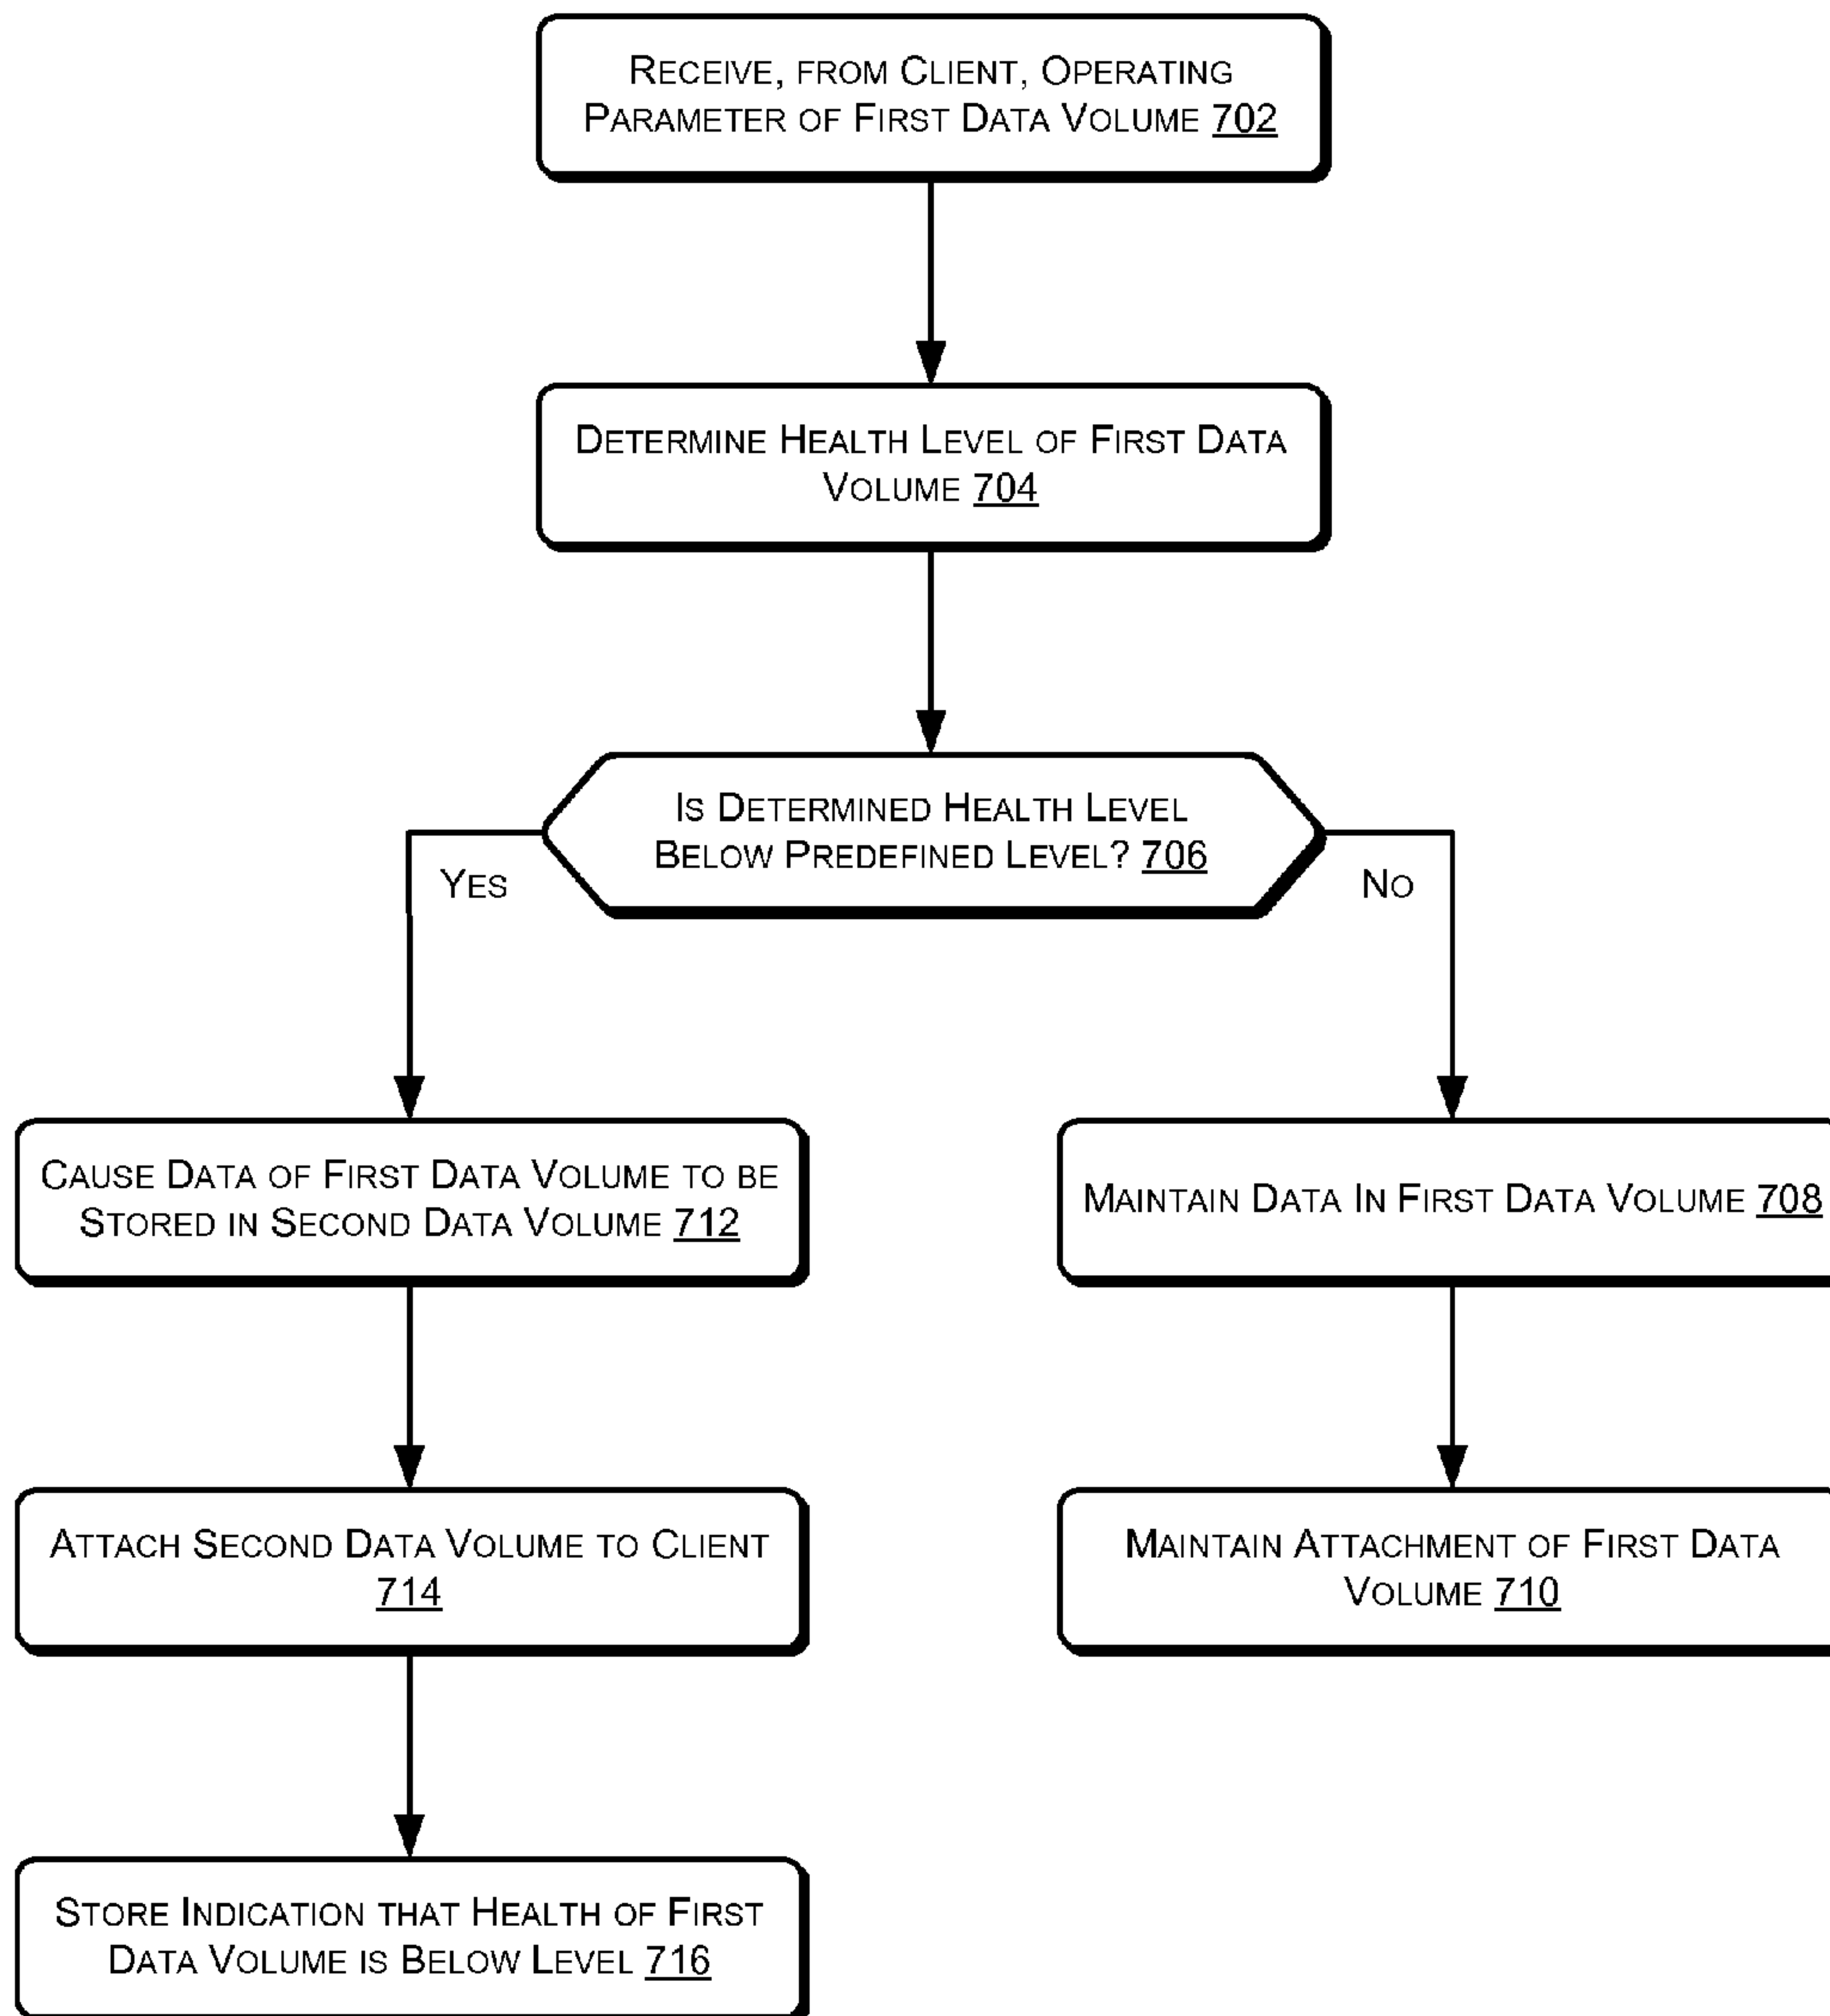 RECEIVE, FROM CLIENT, OPERATING
PARAMETER OF FIRST DATA VOLUME 702
DETERMINE HEALTH LEVEL OF FIRST DATA
VOLUME 704
IS DETERMINED HEALTH LEVEL
BELOW PREDEFINED LEVEL? 706
YES
NO
CAUSE DATA OF FIRST DATA VOLUME TO BE
STORED IN SECOND DATA VOLUME 712
MAINTAIN DATA IN FIRST DATA VOLUME 708
ATTACH SECOND DATA VOLUME TO CLIENT
714
MAINTAIN ATTACHMENT OF FIRST DATA
VOLUME 710
STORE INDICATION THAT HEALTH OF FIRST
DATA VOLUME IS BELOW LEVEL 716